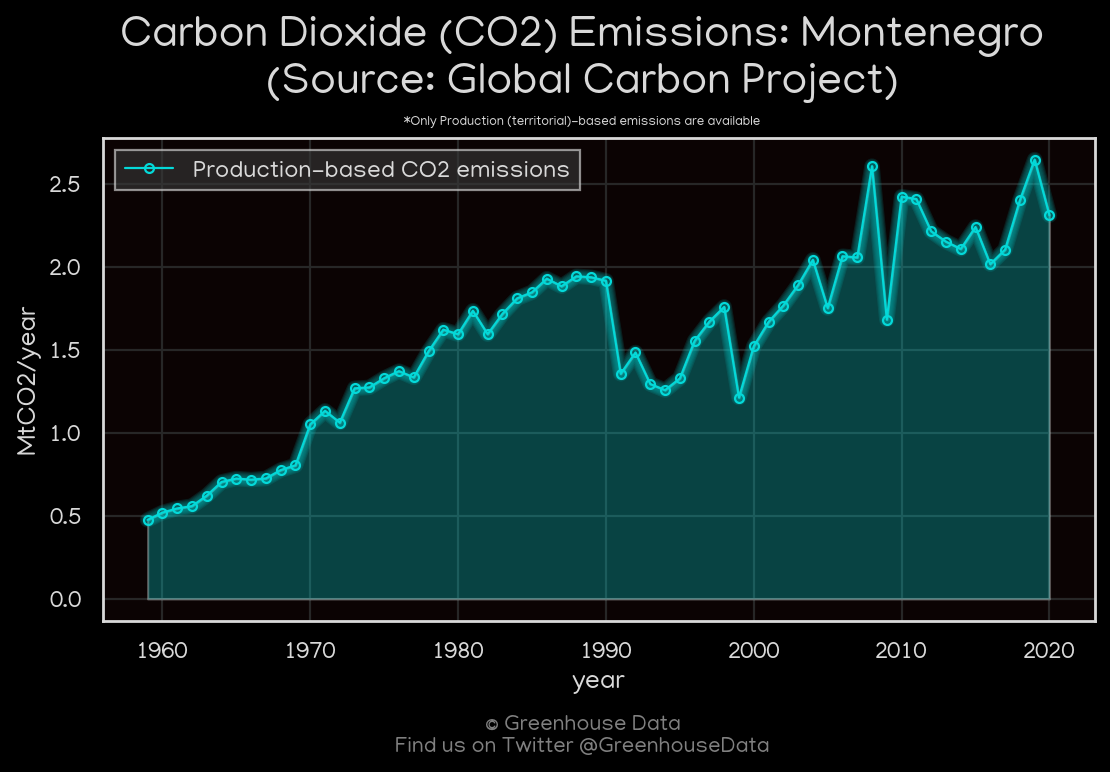 Carbon Dioxide (CO2) Emissions: Montenegro
(Source: Global Carbon Project)
*Only Production (territorial)-based emissions are available
Production-based CO2 emissions
2.5
2.0
1.5
1.0
0.5
0.0
MtCO2/year
1960 1970 1980 1990 2000 2010 2020
year
© Greenhouse Data
Find us on Twitter @GreenhouseData